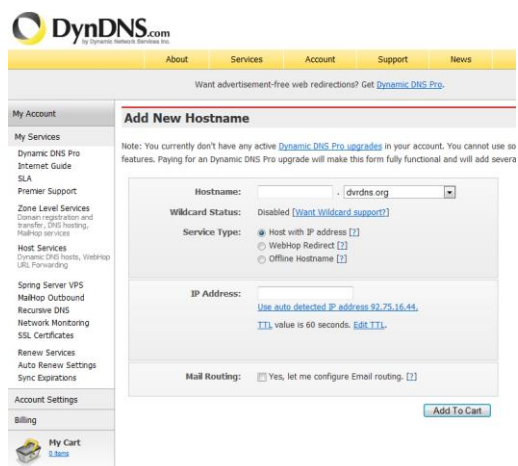 DynDNS.com
by Dynamic Network Services Inc.
About Services Account Support News
Want advertisement-free web redirections? Get Dynamic DNS Pro.
My Account
My Services
Dynamic DNS Pro
Internet Guide
SLA
Premier Support
Zone Level Services
Domain registration and
transfer, DNS hosting,
MailHop services
Host Services
Dynamic DNS hosts, WebHop
URL Forwarding
Spring Server VPS
MailHop Outbound
Recursive DNS
Network Monitoring
SSL Certificates
Renew Services
Auto Renew Settings
Sync Expirations
Account Settings
Billing
My Cart
0 items
Add New Hostname
Note: You currently don't have any active Dynamic DNS Pro upgrades in your account. You cannot use so
features. Paying for an Dynamic DNS Pro upgrade will make this form fully functional and will add severa
Hostname: . dvrdns.org
Wildcard Status: Disabled [Want Wildcard support?]
Service Type: Host with IP address [?]
WebHop Redirect [?]
Offline Hostname [?]
IP Address:
Use auto detected IP address 92.75.16.44.
TTL value is 60 seconds. Edit TTL.
Mail Routing: Yes, let me configure Email routing. [?]
Add To Cart